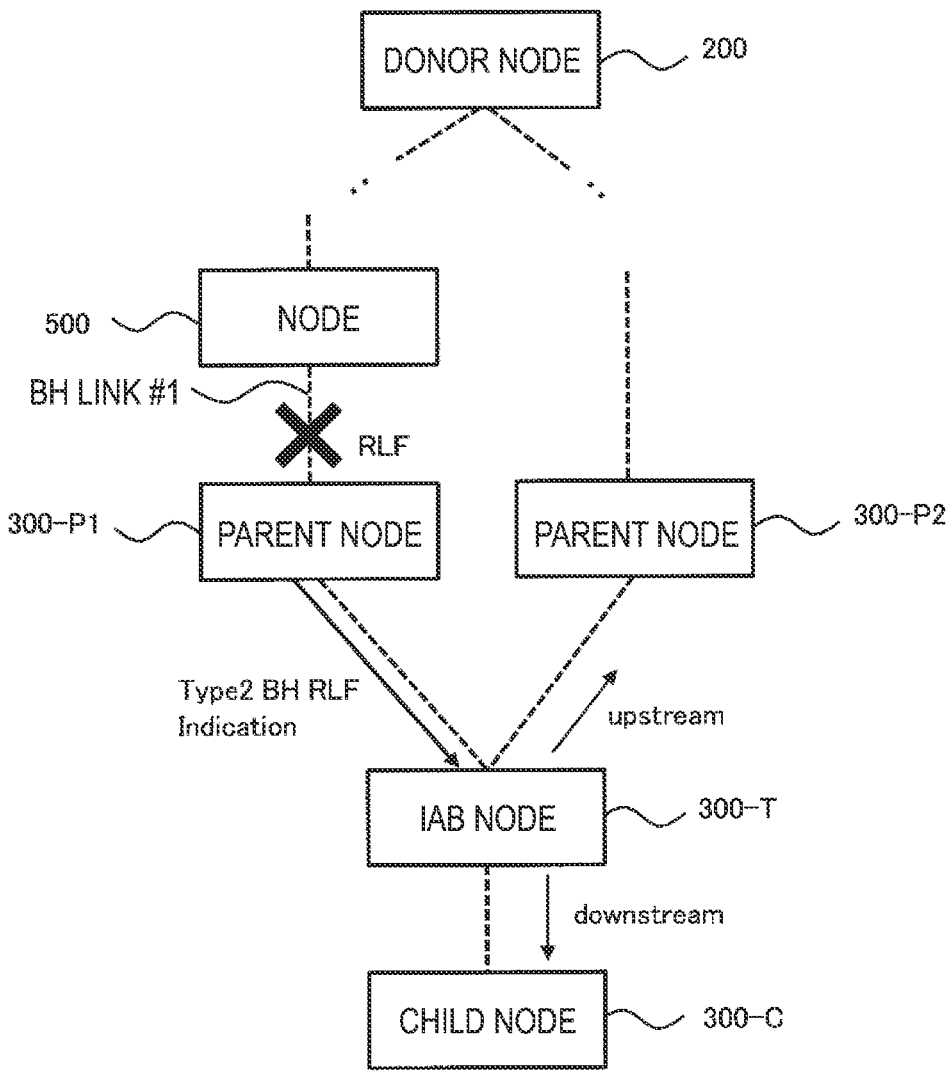 DONOR NODE
200
NODE
500
BH LINK #1
RLF
300-P1
PARENT NODE
PARENT NODE
300-P2
Type2 BH RLF
Indication
upstream
IAB NODE
300-T
downstream
CHILD NODE
300-C